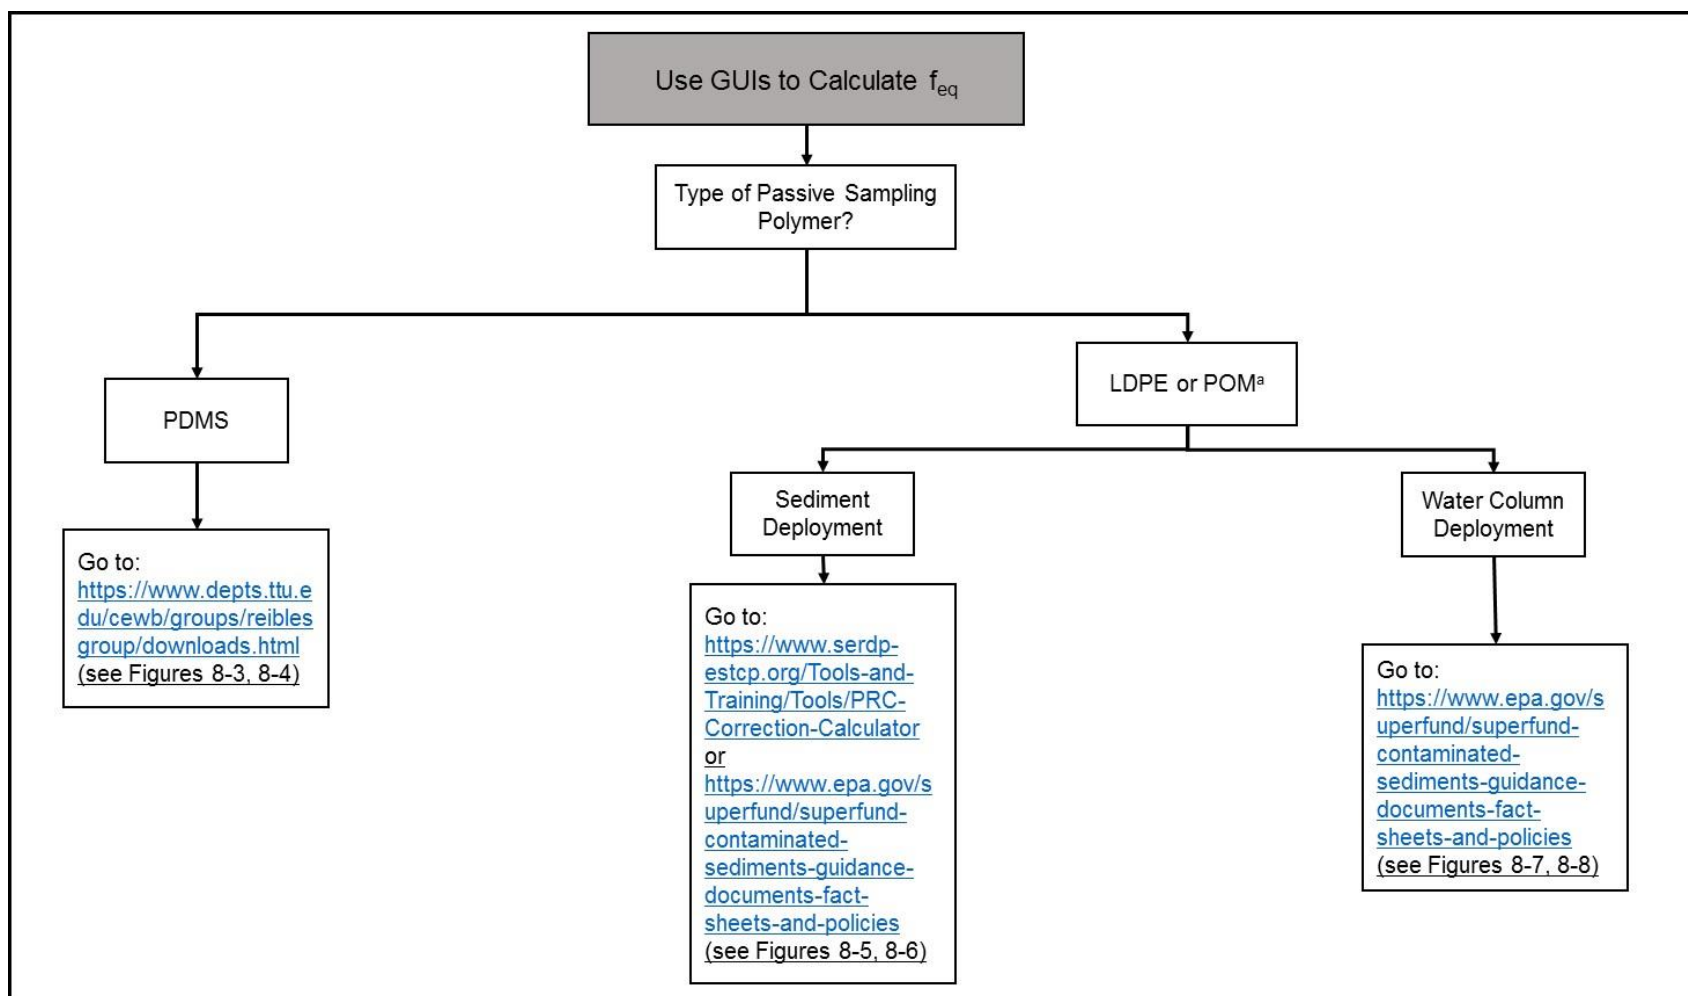 Use GUIs to Calculate feq
Type of Passive Sampling
Polymer?
PDMS
LDPE or POMᵃ
Sediment
Deployment
Water Column
Deployment
Go to:
https://www.depts.ttu.e
du/cewb/groups/reibles
group/downloads.html
(see Figures 8-3, 8-4)
Go to:
https://www.serdp-
estcp.org/Tools-and-
Training/Tools/PRC-
Correction-Calculator
or
https://www.epa.gov/s
uperfund/superfund-
contaminated-
sediments-guidance-
documents-fact-
sheets-and-policies
(see Figures 8-5, 8-6)
Go to:
https://www.epa.gov/s
uperfund/superfund-
contaminated-
sediments-guidance-
documents-fact-
sheets-and-policies
(see Figures 8-7, 8-8)